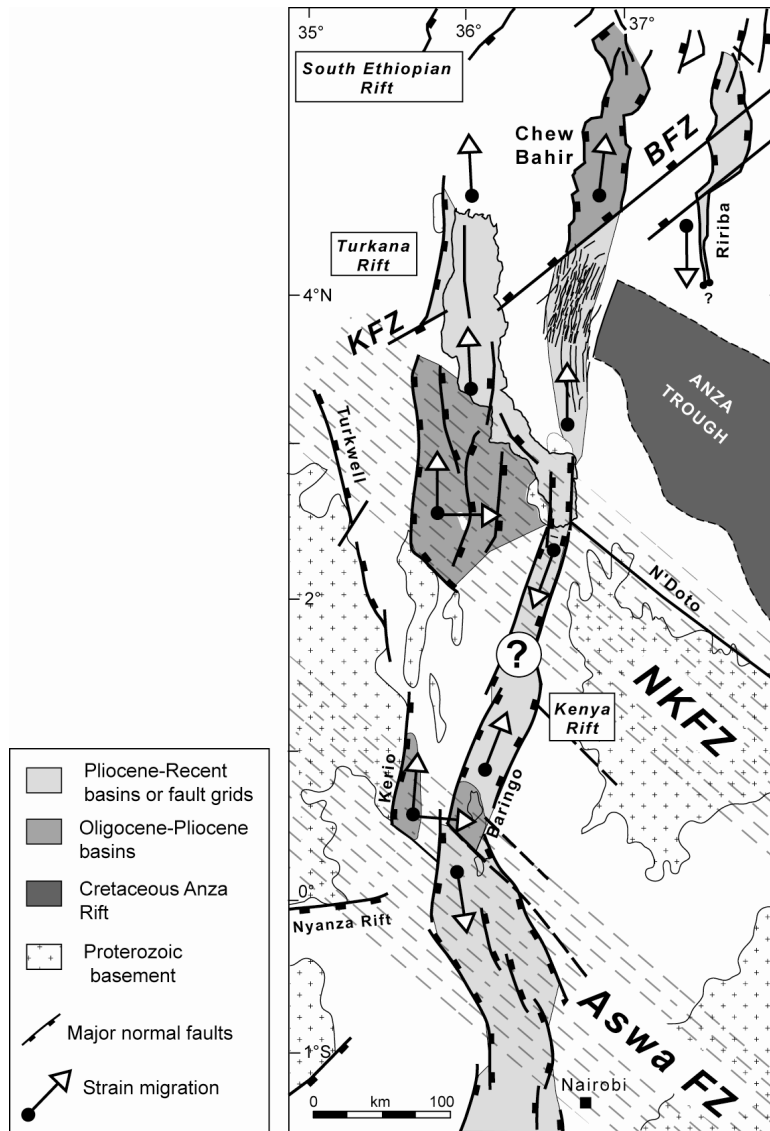 35°
36°
37°
South Ethiopian
Rift
Chew
Bahir
BFZ
Ririba
?
Turkana
Rift
4°N
KFZ
ANZA
TROUGH
Turkwell
N'Doto
2°
?
NKFZ
Kenya
Rift
Kerio
Baringo
0°
Nyanza Rift
Aswa FZ
1°S
Nairobi
0 km 100
Pliocene-Recent
basins or fault grids
Oligocene-Pliocene
basins
Cretaceous Anza
Rift
Proterozoic
basement
Major normal faults
Strain migration